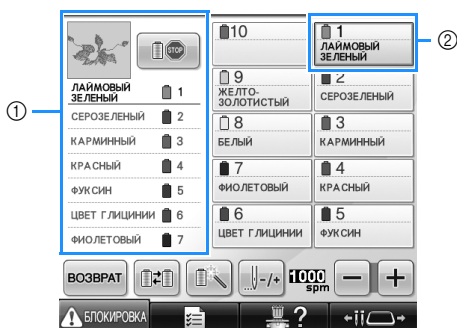 STOP
ЛАЙМОВЫЙ
ЗЕЛЕНЫЙ 1
СЕРОЗЕЛЕНЫЙ 2
КАРМИННЫЙ 3
КРАСНЫЙ 4
ФУКСИН 5
ЦВЕТ ГЛИЦИНИИ 6
ФИОЛЕТОВЫЙ 7
①
10
9
ЖЕЛТО-
ЗОЛОТИСТЫЙ
8
БЕЛЫЙ
7
ФИОЛЕТОВЫЙ
6
ЦВЕТ ГЛИЦИНИИ
1
ЛАЙМОВЫЙ
ЗЕЛЕНЫЙ
②
2
СЕРОЗЕЛЕНЫЙ
3
КАРМИННЫЙ
4
КРАСНЫЙ
5
ФУКСИН
ВОЗВРАТ
-/+
1000
spm
− +
БЛОКИРОВКА
?